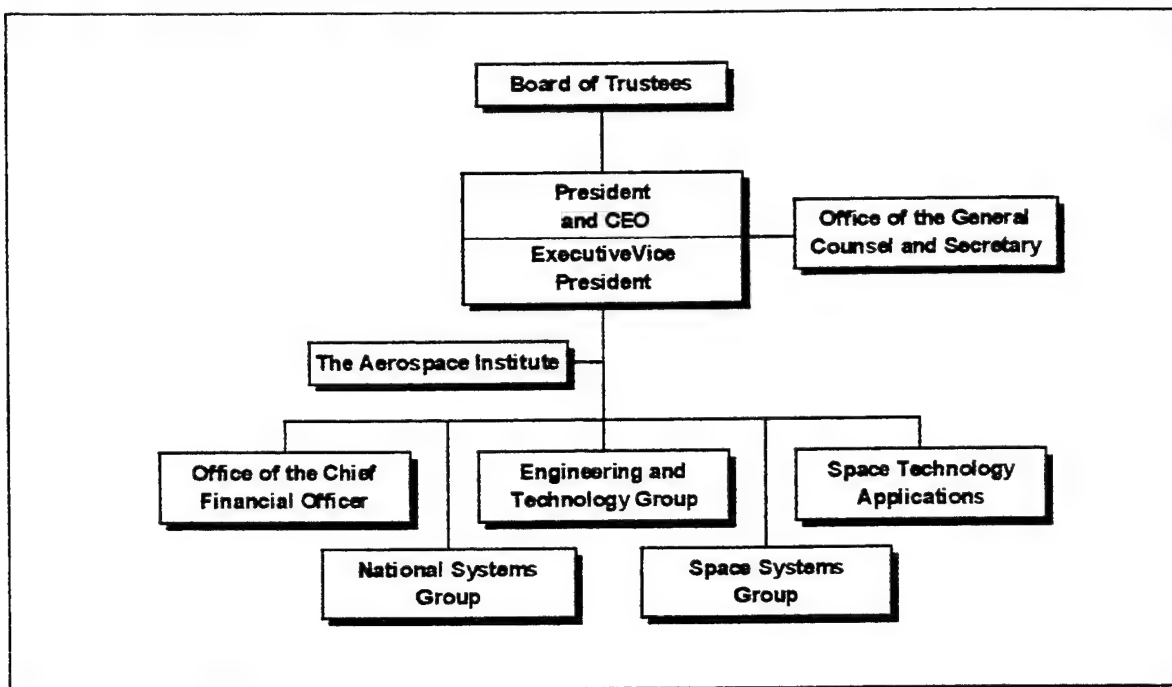 Board of Trustees
President
and CEO
ExecutiveVice
President
Office of the General
Counsel and Secretary
The Aerospace Institute
Office of the Chief
Financial Officer
Engineering and
Technology Group
Space Technology
Applications
National Systems
Group
Space Systems
Group